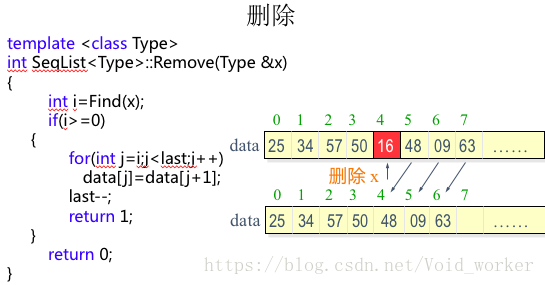 删除
template <class Type>
int SeqList<Type>::Remove(Type &x)
{
int i=Find(x);
if(i>=0)
{
for(int j=i;j<last;j++)
data[j]=data[j+1];
last--;
return 1;
}
return 0;
}
0 1 2 3 4 5 6 7
data 25 34 57 50 16 48 09 63 ……
删除 x
0 1 2 3 4 5 6 7
data 25 34 57 50 48 09 63 ……
https://blog.csdn.net/Void_worker